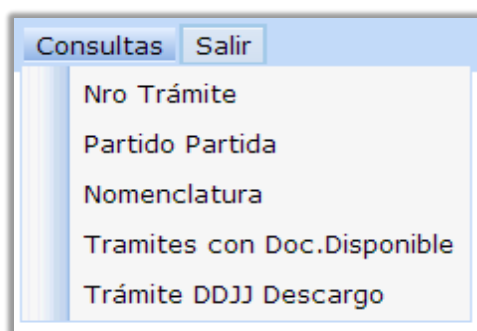 Consultas Salir
Nro Trámite
Partido Partida
Nomenclatura
Tramites con Doc.Disponible
Trámite DDJJ Descargo